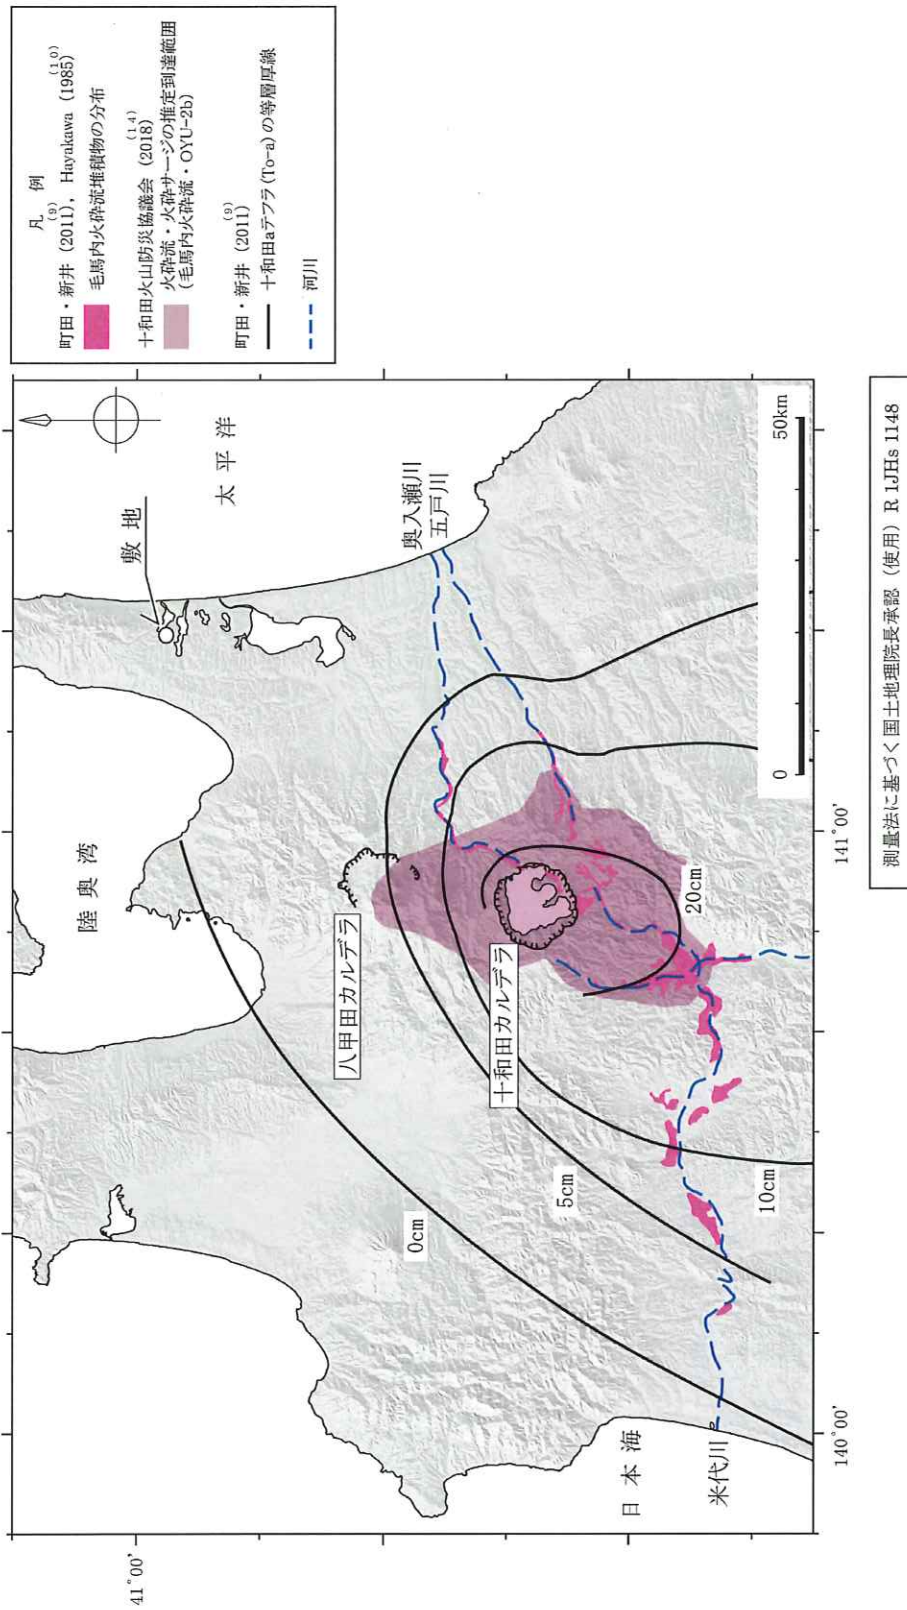 凡　例
町田・新井 (2011)(9), Hayakawa (1985)(10)
毛馬内火砕流堆積物の分布
十和田火山防災協議会 (2018)(14)
火砕流・火砕サージの推定到達範囲
(毛馬内火砕流・OYU-2b)
町田・新井 (2011)(9)
十和田aテフラ(To-a)の等層厚線
河川
敷 地
太 平 洋
陸 奥 湾
奥入瀬川
五戸川
八甲田カルデラ
十和田カルデラ
0cm
5cm
10cm
20cm
日 本 海
米代川
41°00′
140°00′
141°00′
0
50km
測量法に基づく国土地理院長承認（使用）R 1JHs 1148